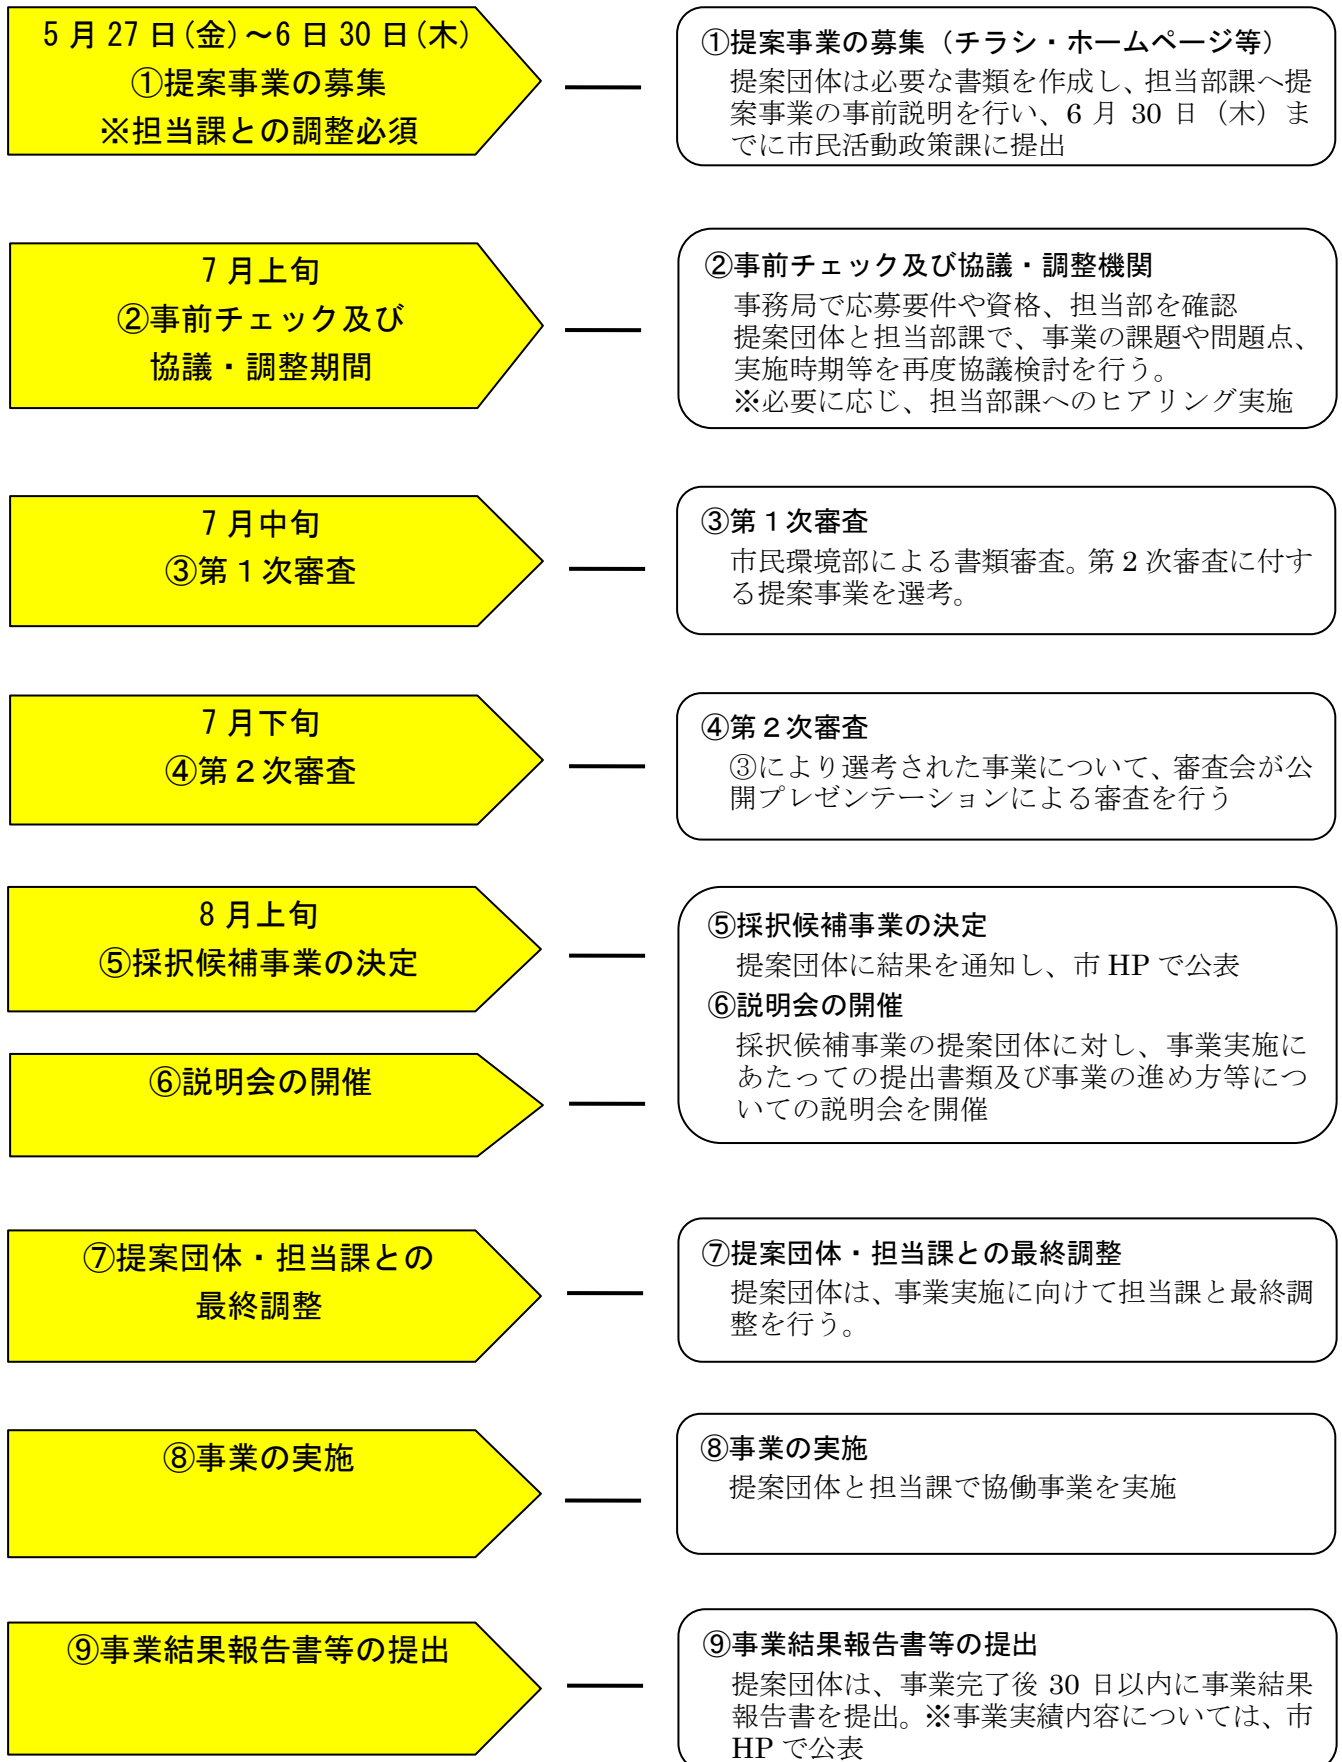 5月27日(金)～6日30日(木)
①提案事業の募集
※担当課との調整必須
①提案事業の募集（チラシ・ホームページ等）
提案団体は必要な書類を作成し、担当部課へ提
案事業の事前説明を行い、6月30日（木）ま
でに市民活動政策課に提出
7月上旬
②事前チェック及び
協議・調整期間
②事前チェック及び協議・調整機関
事務局で応募要件や資格、担当部を確認
提案団体と担当部課で、事業の課題や問題点、
実施時期等を再度協議検討を行う。
※必要に応じ、担当部課へのヒアリング実施
7月中旬
③第１次審査
③第１次審査
市民環境部による書類審査。第2次審査に付す
る提案事業を選考。
7月下旬
④第２次審査
④第２次審査
③により選考された事業について、審査会が公
開プレゼンテーションによる審査を行う
8月上旬
⑤採択候補事業の決定
⑥説明会の開催
⑤採択候補事業の決定
提案団体に結果を通知し、市HPで公表
⑥説明会の開催
採択候補事業の提案団体に対し、事業実施に
あたっての提出書類及び事業の進め方等につ
いての説明会を開催
⑦提案団体・担当課との
最終調整
⑦提案団体・担当課との最終調整
提案団体は、事業実施に向けて担当課と最終調
整を行う。
⑧事業の実施
⑧事業の実施
提案団体と担当課で協働事業を実施
⑨事業結果報告書等の提出
⑨事業結果報告書等の提出
提案団体は、事業完了後30日以内に事業結果
報告書を提出。※事業実績内容については、市
HPで公表